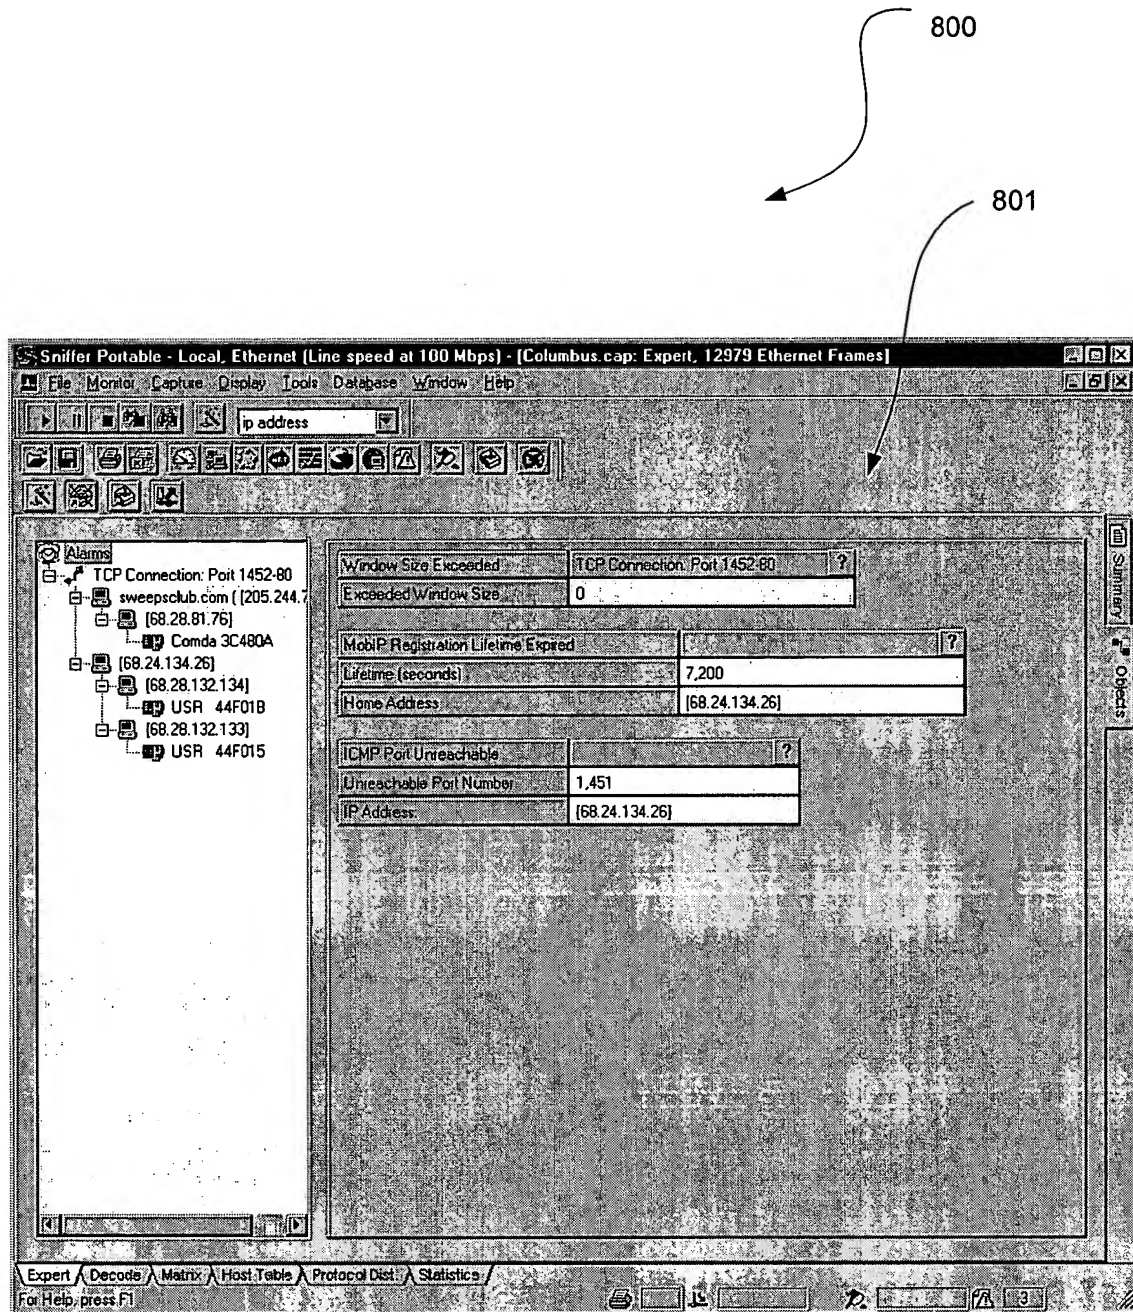 800
801
Sniffer Portable - Local, Ethernet (Line speed at 100 Mbps) - [Columbus.cap: Expert, 12979 Ethernet Frames]
File Monitor Capture Display Tools Database Window Help
ip address
Alarms
TCP Connection: Port 1452-80
sweepsclub.com ( [205.244.7
[68.28.81.76]
Comda 3C480A
[68.24.134.26]
[68.28.132.134]
USR 44F01B
[68.28.132.133]
USR 44F015
Window Size Exceeded TCP Connection: Port 1452-80 ?
Exceeded Window Size 0
MobIP Registration Lifetime Expired ?
Lifetime (seconds) 7,200
Home Address [68.24.134.26]
ICMP Port Unreachable ?
Unreachable Port Number 1,451
IP Address: [68.24.134.26]
Summary
Objects
Expert Decode Matrix Host Table Protocol Dist. Statistics
For Help, press F1
3